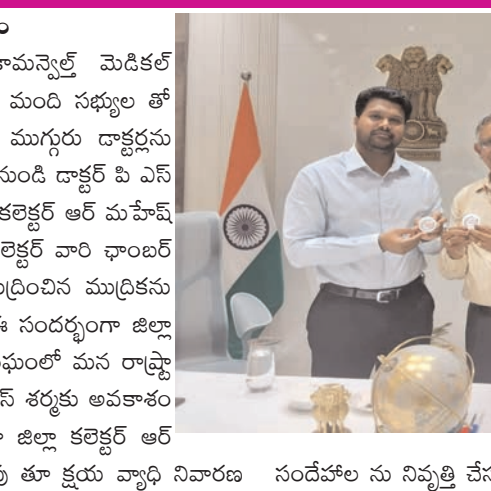 కామన్వెల్త్ మెడికల్
మంది సభ్యుల తో
ముగ్గురు డాక్టర్లను
నుండి డాక్టర్ పి ఎస్
కలెక్టర్ ఆర్ మహేష్
వారి ఛాంబర్
ముద్రికను
ఈ సందర్భంగా జిల్లా
మన రాష్ట్రా
శర్మకు అవకాశం
జిల్లా కలెక్టర్ ఆర్
తూ క్షయ వ్యాధి నివారణ
సందేహాల ను నివృత్తి